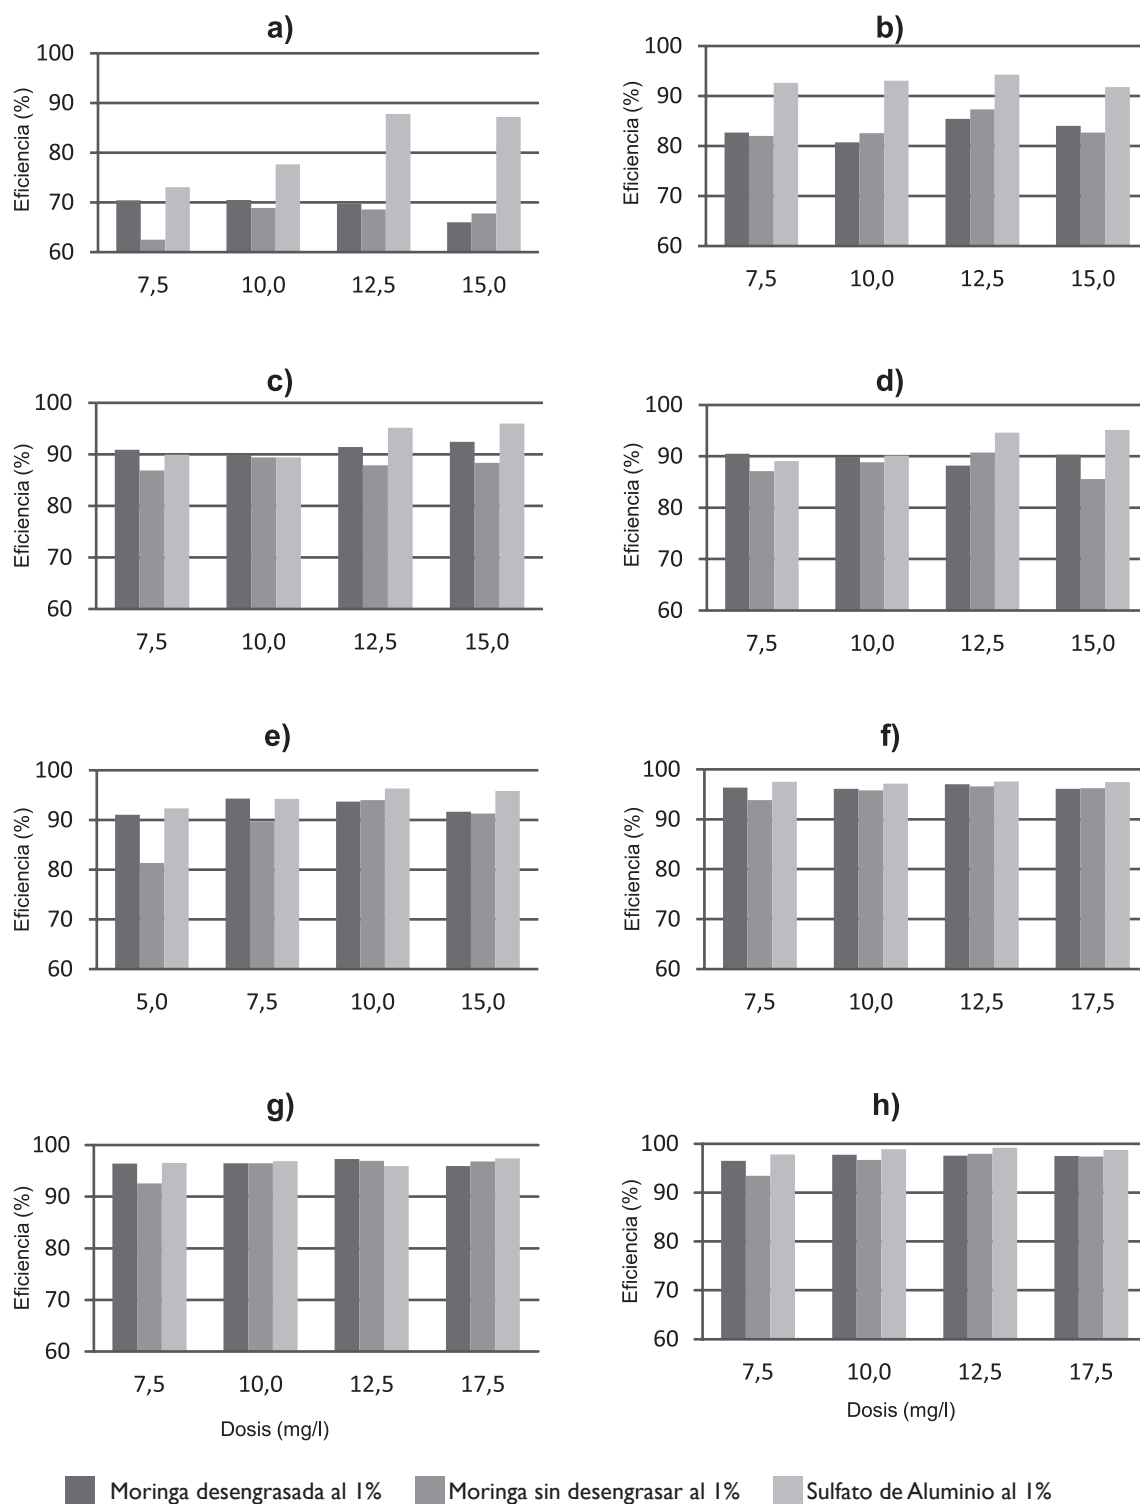 a)
100
90
80
70
60
Eficiencia (%)
7,5 10,0 12,5 15,0
b)
100
90
80
70
60
Eficiencia (%)
7,5 10,0 12,5 15,0
c)
100
90
80
70
60
Eficiencia (%)
7,5 10,0 12,5 15,0
d)
100
90
80
70
60
Eficiencia (%)
7,5 10,0 12,5 15,0
e)
100
90
80
70
60
Eficiencia (%)
5,0 7,5 10,0 15,0
f)
100
90
80
70
60
Eficiencia (%)
7,5 10,0 12,5 17,5
g)
100
90
80
70
60
Eficiencia (%)
7,5 10,0 12,5 17,5
Dosis (mg/l)
h)
100
90
80
70
60
Eficiencia (%)
7,5 10,0 12,5 17,5
Dosis (mg/l)
Moringa desengrasada al 1% Moringa sin desengrasar al 1% Sulfato de Aluminio al 1%